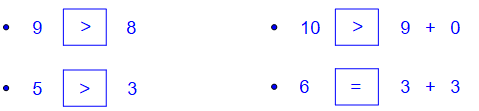 • 9 > 8
• 10 > 9 + 0
• 5 > 3
• 6 = 3 + 3